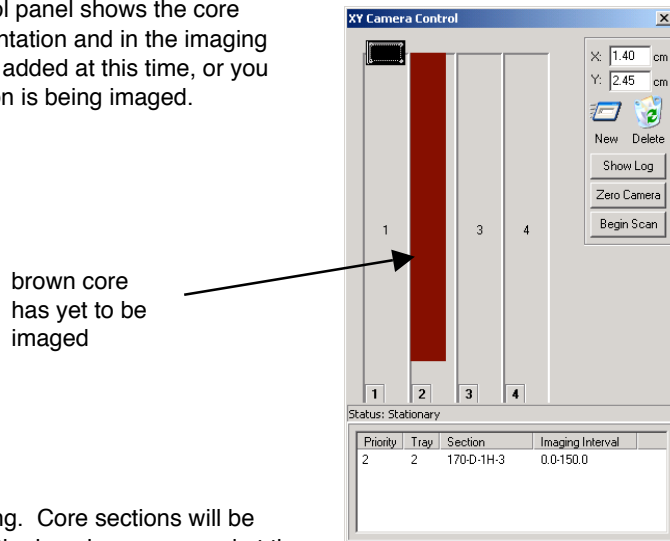 ol panel shows the core
ntation and in the imaging
added at this time, or you
on is being imaged.
brown core
has yet to be
imaged
XY Camera Control
X: 1.40 cm
Y: 2.45 cm
New Delete
Show Log
Zero Camera
Begin Scan
1 3 4
1 2 3 4
Status: Stationary
Priority Tray Section Imaging Interval
2 2 170-D-1H-3 0.0-150.0
ng. Core sections will be